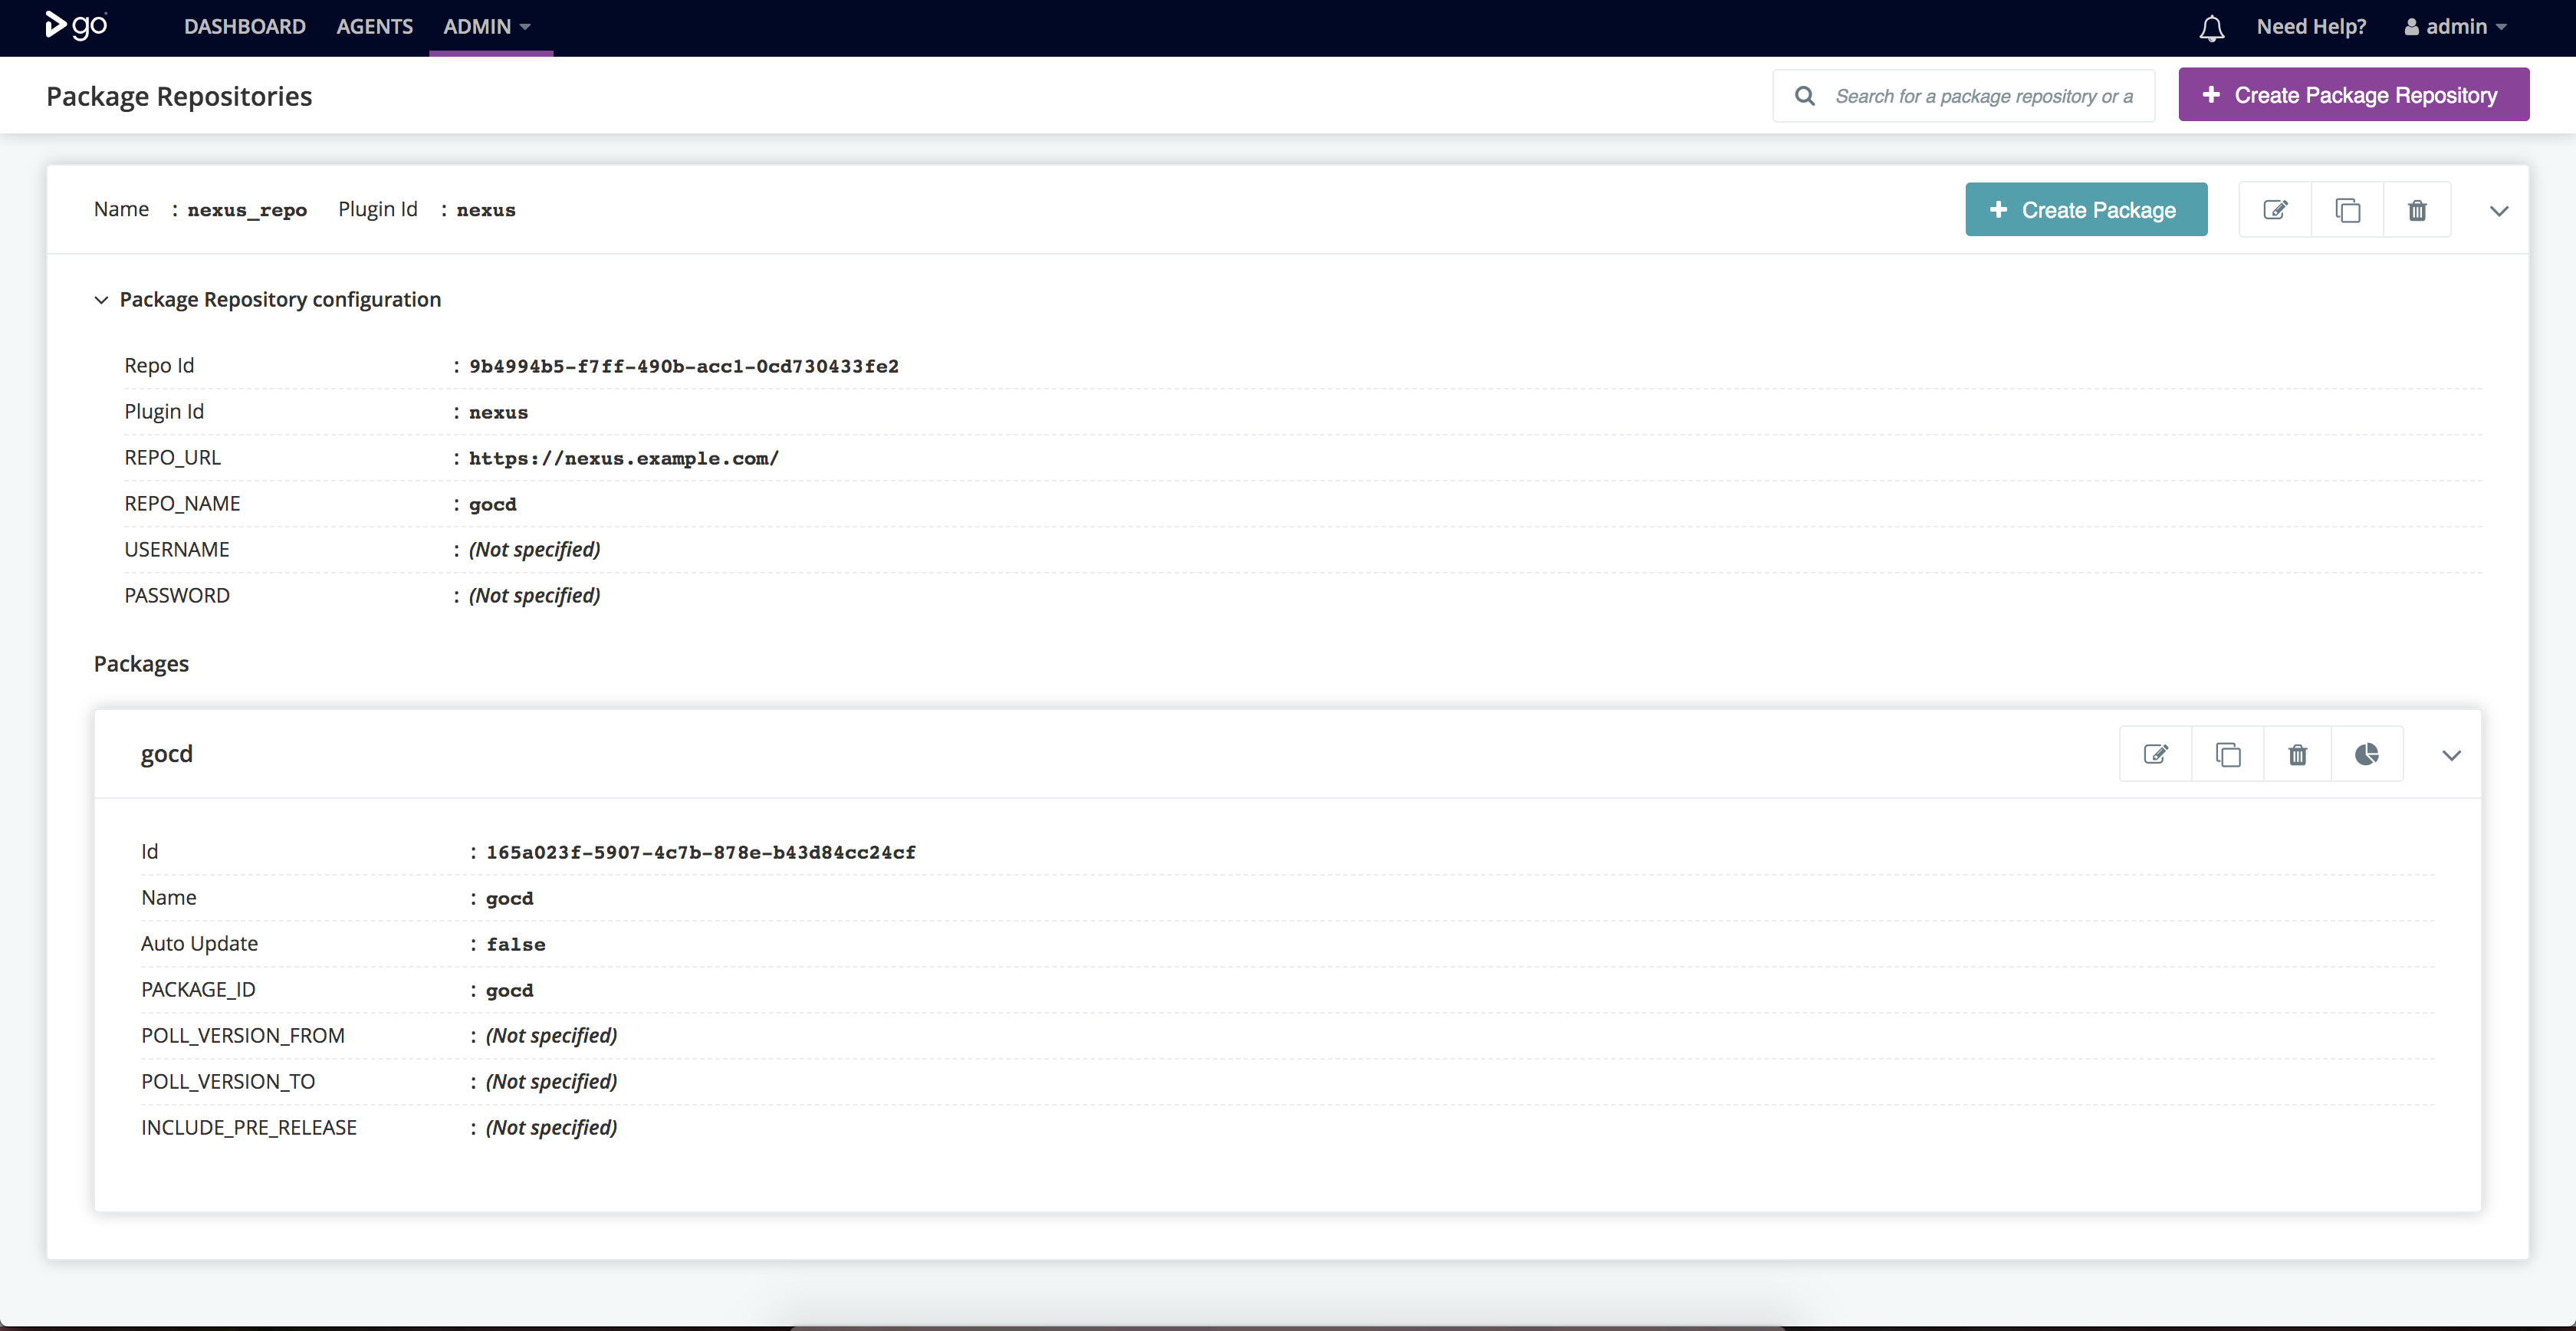 go DASHBOARD AGENTS ADMIN Need Help? admin
Package Repositories Search for a package repository or a Create Package Repository
Name : nexus_repo Plugin Id : nexus Create Package
Package Repository configuration
Repo Id : 9b4994b5-f7ff-490b-acc1-0cd730433fe2
Plugin Id : nexus
REPO_URL : https://nexus.example.com/
REPO_NAME : gocd
USERNAME : (Not specified)
PASSWORD : (Not specified)
Packages
gocd
Id : 165a023f-5907-4c7b-878e-b43d84cc24cf
Name : gocd
Auto Update : false
PACKAGE_ID : gocd
POLL_VERSION_FROM : (Not specified)
POLL_VERSION_TO : (Not specified)
INCLUDE_PRE_RELEASE : (Not specified)